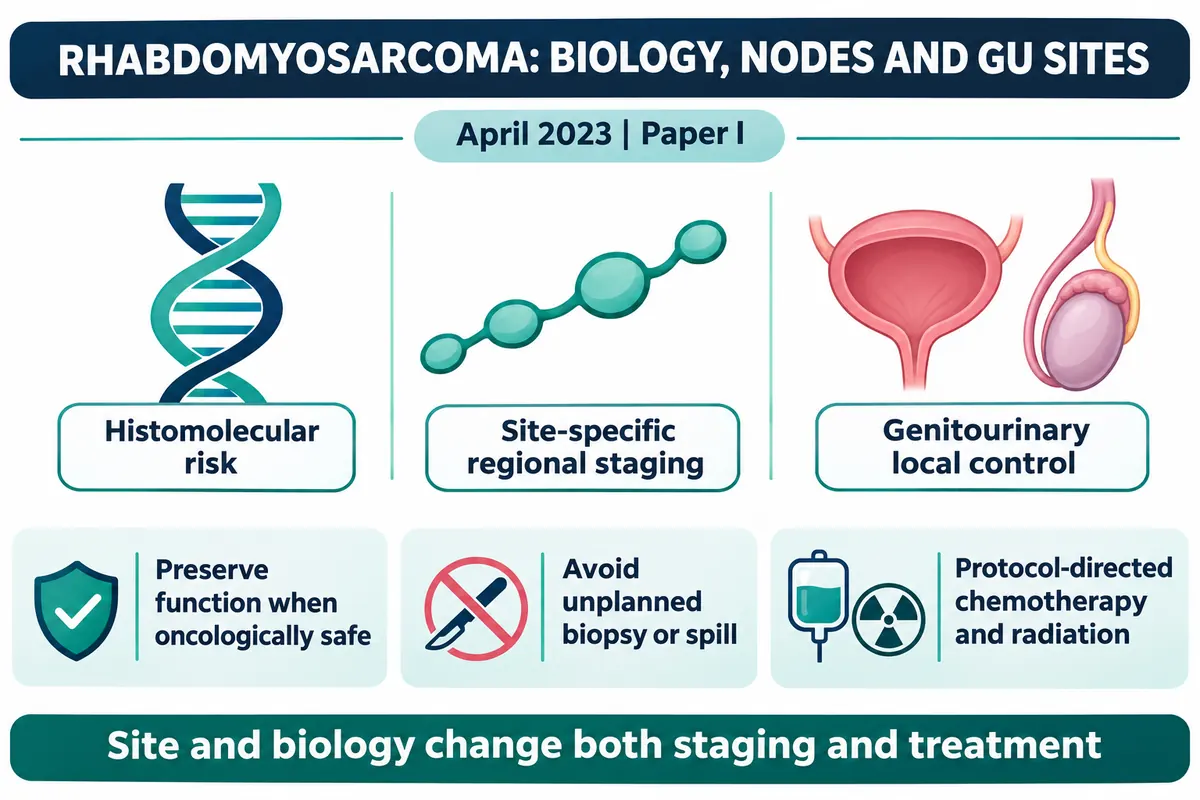 RHABDOMYOSARCOMA: BIOLOGY, NODES AND GU SITES
April 2023 | Paper I
Histomolecular
risk
Site-specific
regional staging
Genitourinary
local control
Preserve
function when
oncologically safe
Avoid
unplanned
biopsy or spill
Protocol-directed
chemotherapy
and radiation
Site and biology change both staging and treatment